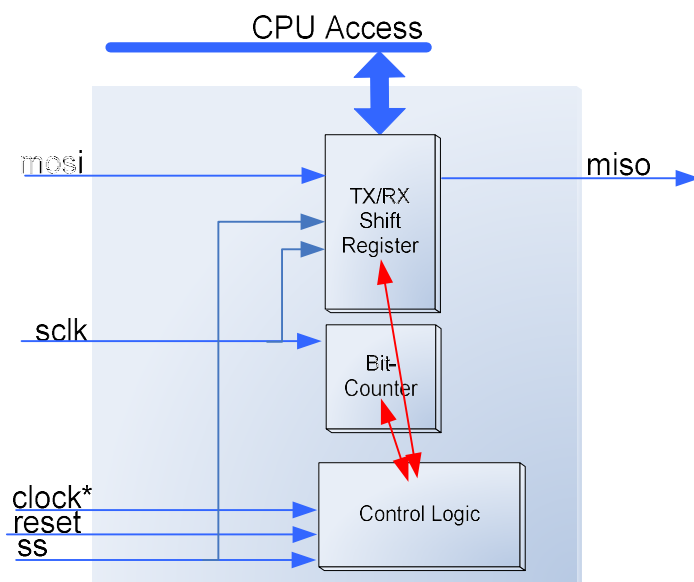 CPU Access
mosi
miso
TX/RX
Shift
Register
sclk
Bit-
Counter
clock*
reset
ss
Control Logic